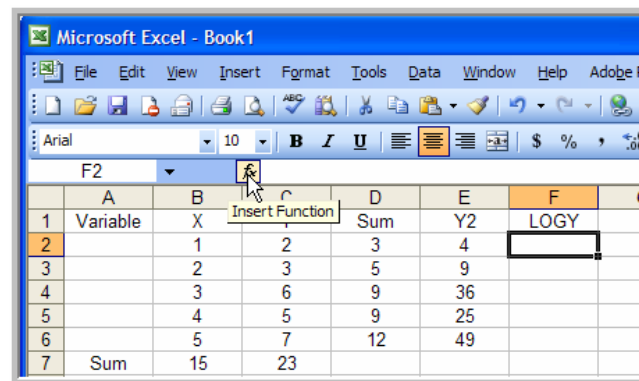 Microsoft Excel - Book1
File Edit View Insert Format Tools Data Window Help Adobe
Arial 10 B I U $ % ,
F2 fx
Insert Function
A B C D E F
1 Variable X Sum Y2 LOGY
2 1 2 3 4
3 2 3 5 9
4 3 6 9 36
5 4 5 9 25
6 5 7 12 49
7 Sum 15 23